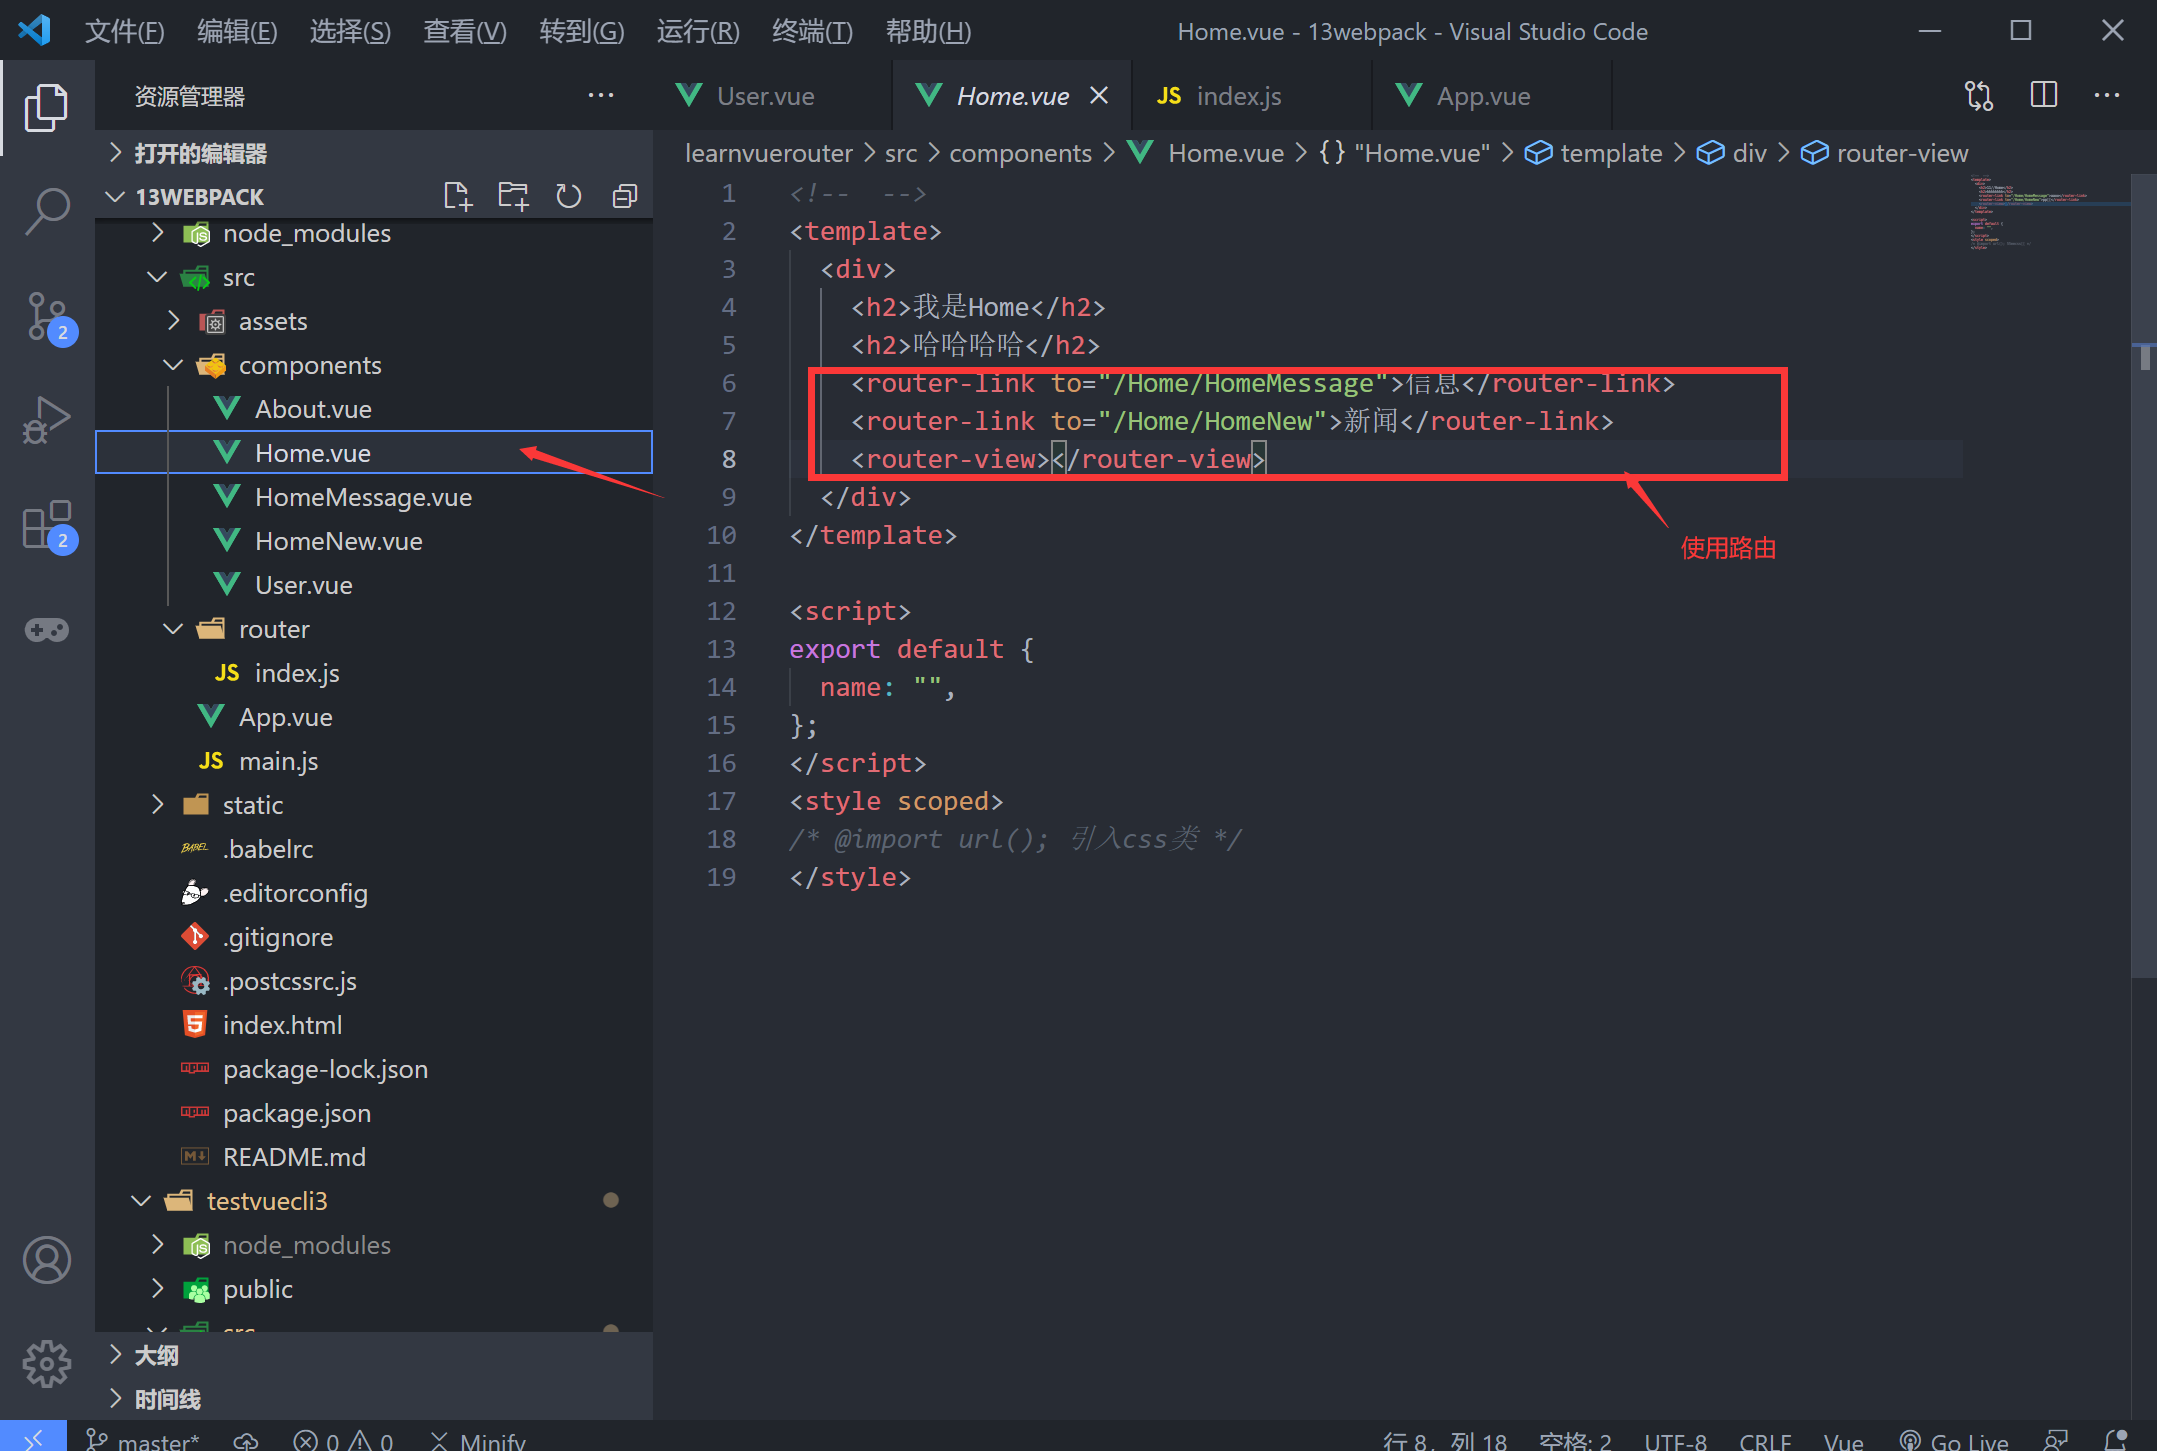 文件(F) 编辑(E) 选择(S) 查看(V) 转到(G) 运行(R) 终端(T) 帮助(H) Home.vue - 13webpack - Visual Studio Code
资源管理器
User.vue Home.vue JS index.js App.vue
打开的编辑器
learnvuerouter > src > components > Home.vue > {} "Home.vue" > template > div > router-view
13WEBPACK
node_modules
src
assets
components
About.vue
Home.vue
HomeMessage.vue
HomeNew.vue
User.vue
router
JS index.js
App.vue
JS main.js
static
BABEL .babelrc
.editorconfig
.gitignore
.postcssrc.js
index.html
package-lock.json
package.json
README.md
testvuecli3
node_modules
public
src
大纲
时间线
2
2
1 <!--  -->
2 <template>
3   <div>
4     <h2>我是Home</h2>
5     <h2>哈哈哈哈</h2>
6     <router-link to="/Home/HomeMessage">信息</router-link>
7     <router-link to="/Home/HomeNew">新闻</router-link>
8     <router-view></router-view>
9   </div>
10 </template>
11
12 <script>
13 export default {
14   name: "",
15 };
16 </script>
17 <style scoped>
18 /* @import url(); 引入css类 */
19 </style>
使用路由
master* 0 0 Minify 行 8，列 18 空格: 2 UTF-8 CRLF Vue Go Live